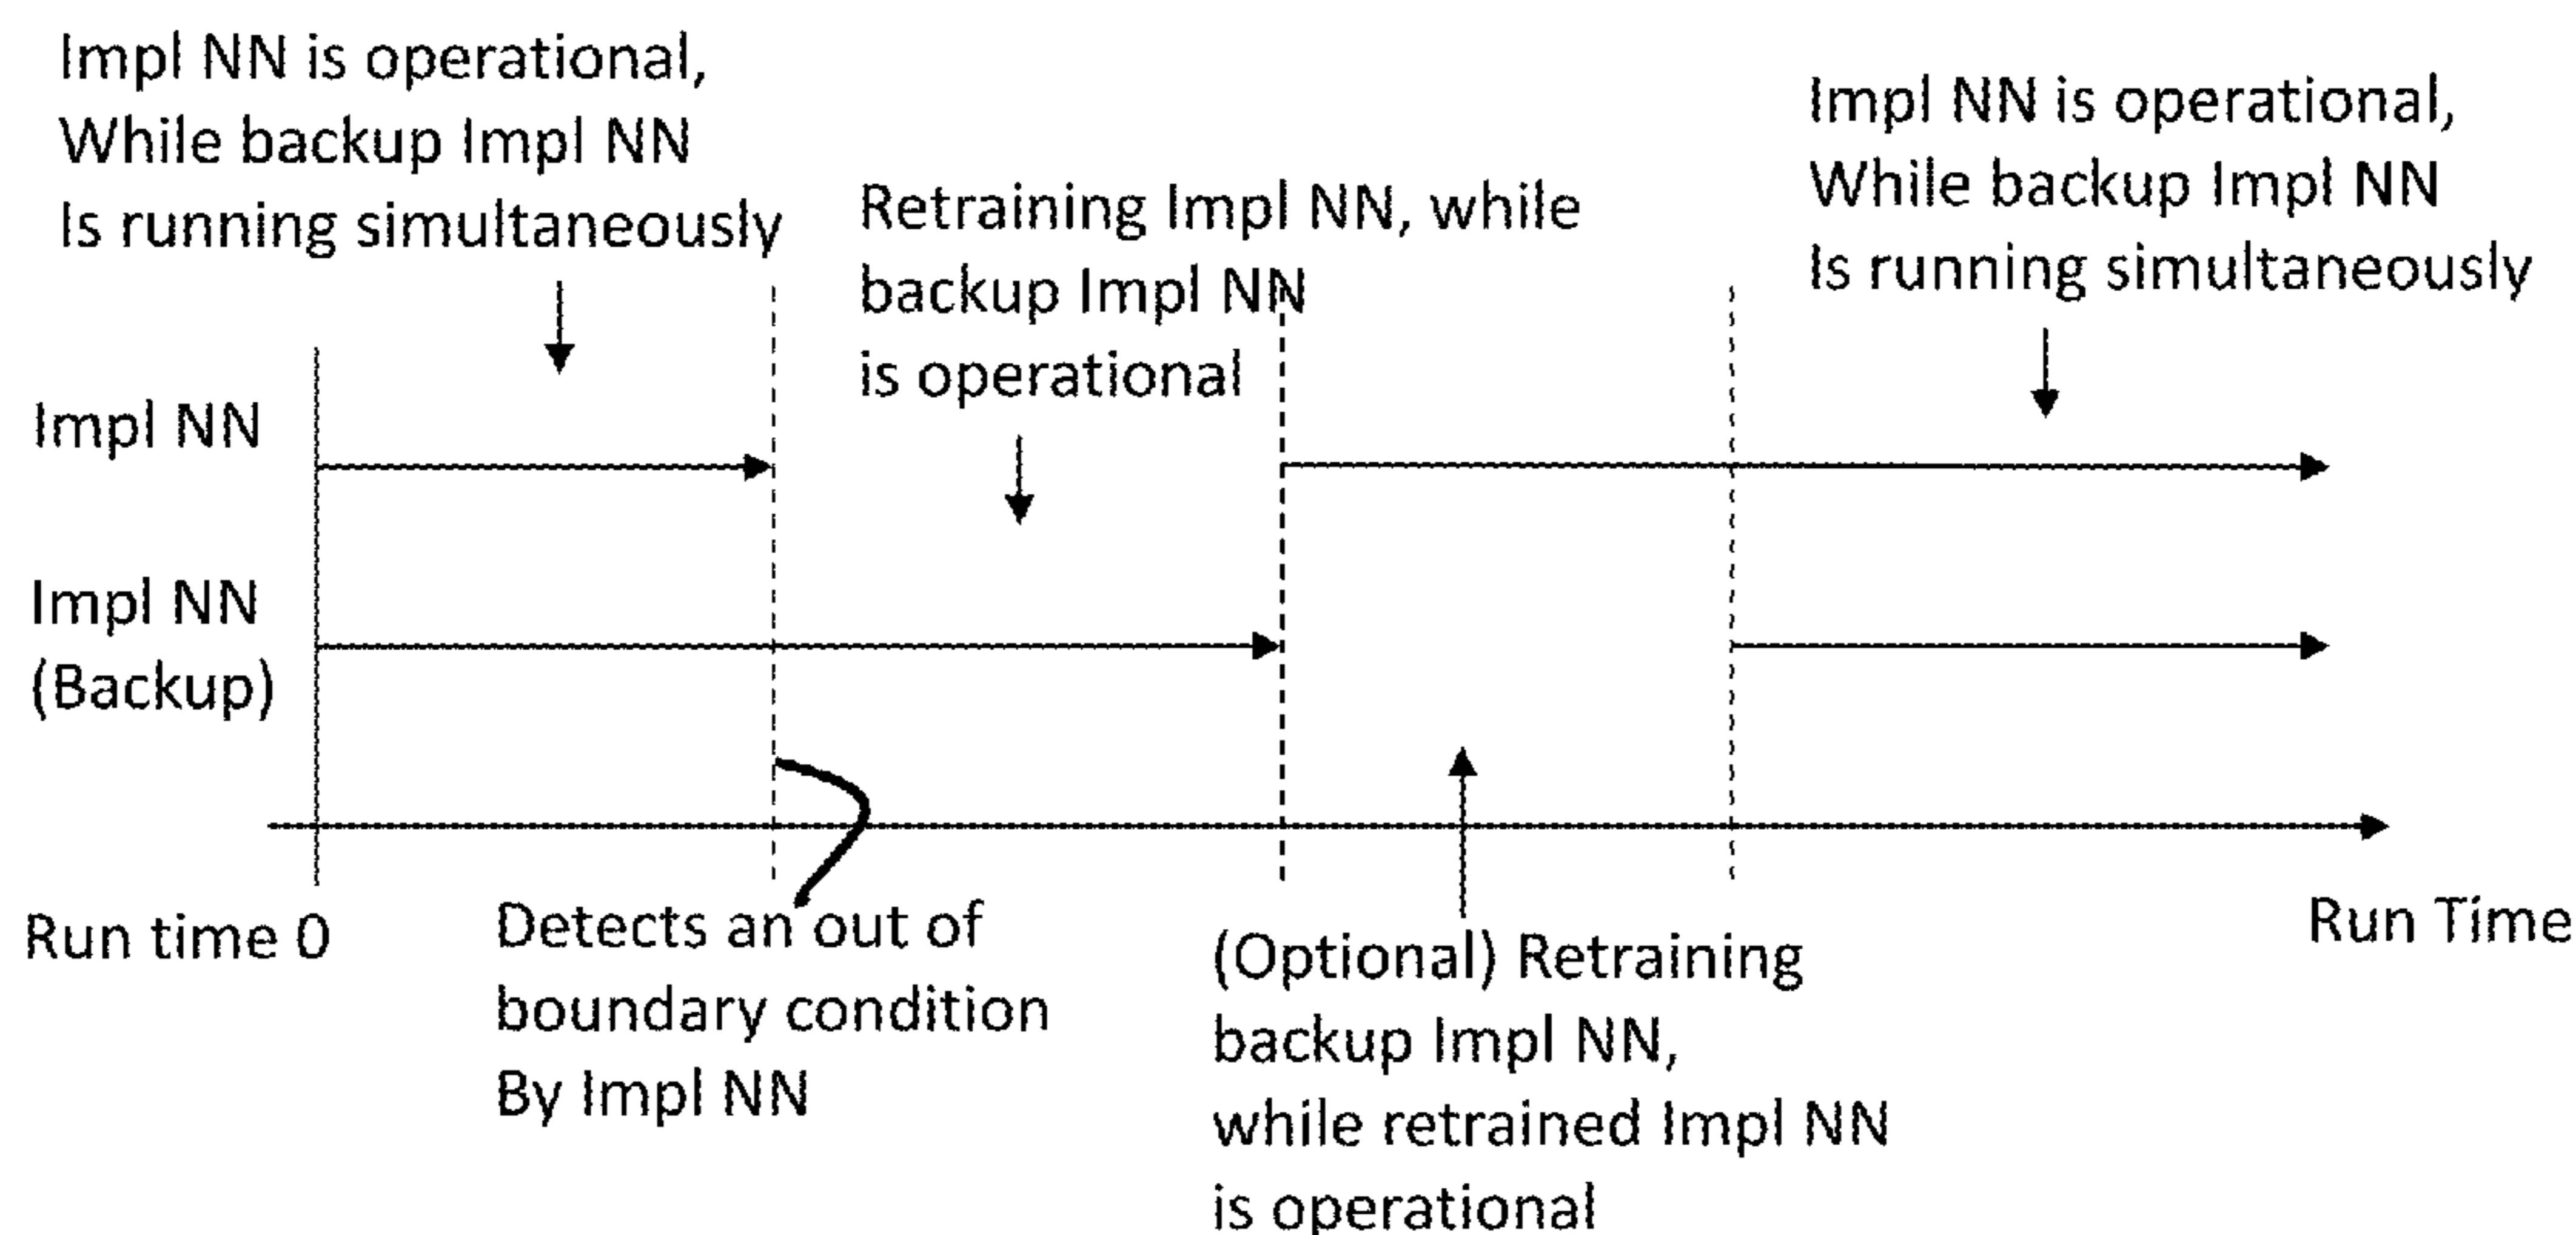 Impl NN is operational,
While backup Impl NN
Is running simultaneously
Retraining Impl NN, while
backup Impl NN
is operational
Impl NN is operational,
While backup Impl NN
Is running simultaneously
Impl NN
Impl NN
(Backup)
Run time 0
Detects an out of
boundary condition
By Impl NN
(Optional) Retraining
backup Impl NN,
while retrained Impl NN
is operational
Run Time